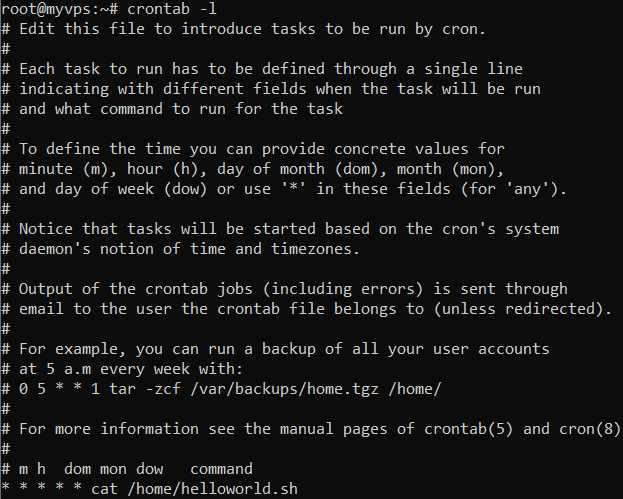 root@myvps:~# crontab -l
# Edit this file to introduce tasks to be run by cron.
#
# Each task to run has to be defined through a single line
# indicating with different fields when the task will be run
# and what command to run for the task
#
# To define the time you can provide concrete values for
# minute (m), hour (h), day of month (dom), month (mon),
# and day of week (dow) or use '*' in these fields (for 'any').
#
# Notice that tasks will be started based on the cron's system
# daemon's notion of time and timezones.
#
# Output of the crontab jobs (including errors) is sent through
# email to the user the crontab file belongs to (unless redirected).
#
# For example, you can run a backup of all your user accounts
# at 5 a.m every week with:
# 0 5 * * 1 tar -zcf /var/backups/home.tgz /home/
#
# For more information see the manual pages of crontab(5) and cron(8)
#
# m h  dom mon dow   command
* * * * * cat /home/helloworld.sh